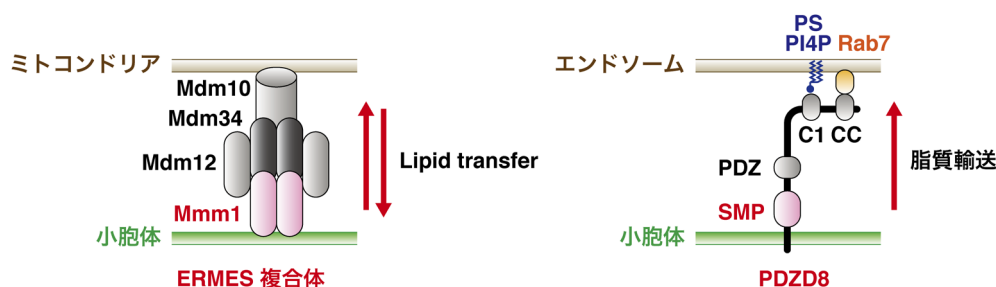 ミトコンドリア
Mdm10
Mdm34
Mdm12
Mmm1
小胞体
Lipid transfer
ERMES 複合体
PS
PI4P Rab7
エンドソーム
C1 CC
PDZ
SMP
小胞体
脂質輸送
PDZD8